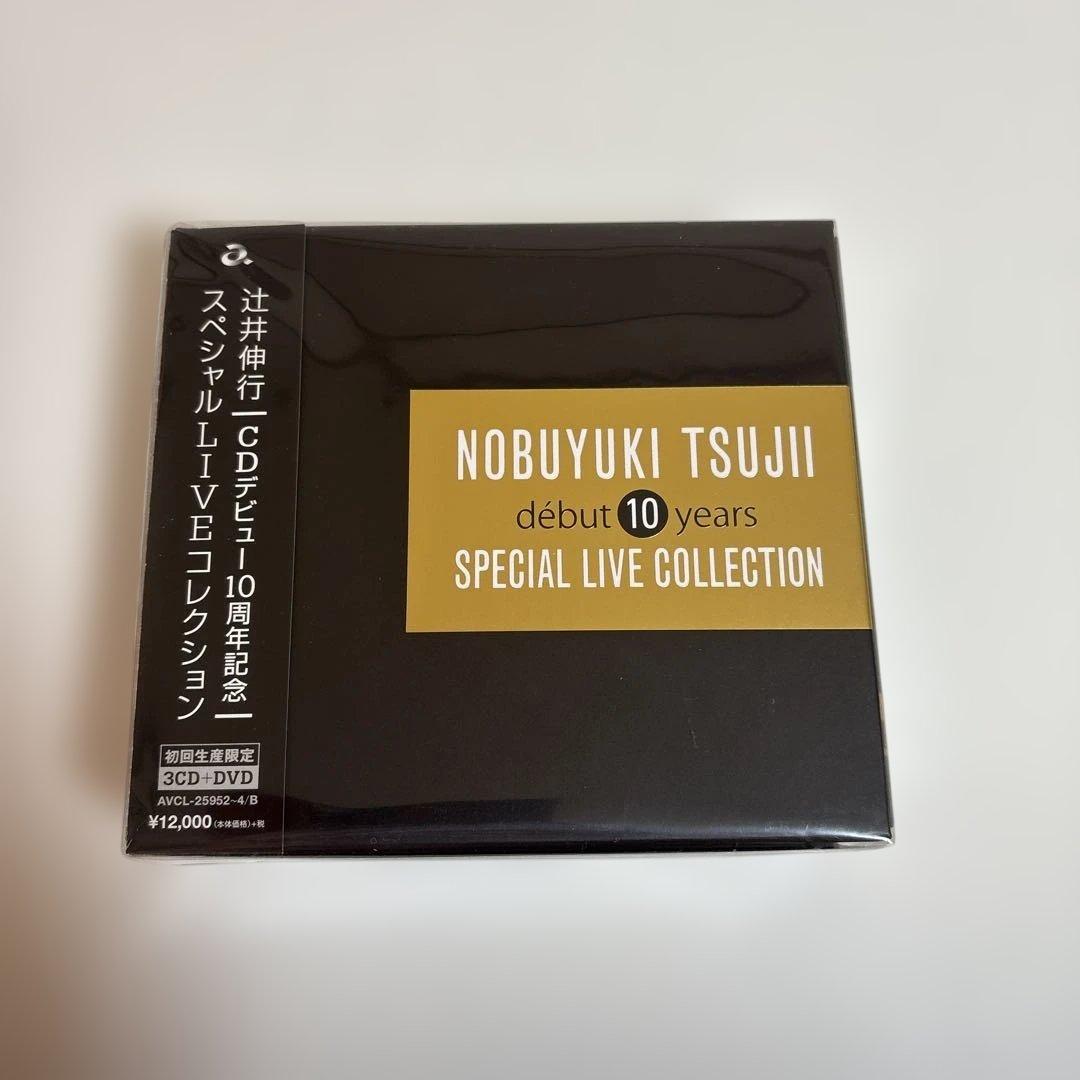 辻井伸行|CDデビュー10周年記念|
スペシャルLIVEコレクション
初回生産限定
3CD+DVD
AVCL-25952~4/B
¥12,000(本体価格)+税
NOBUYUKI TSUJII
début 10 years
SPECIAL LIVE COLLECTION